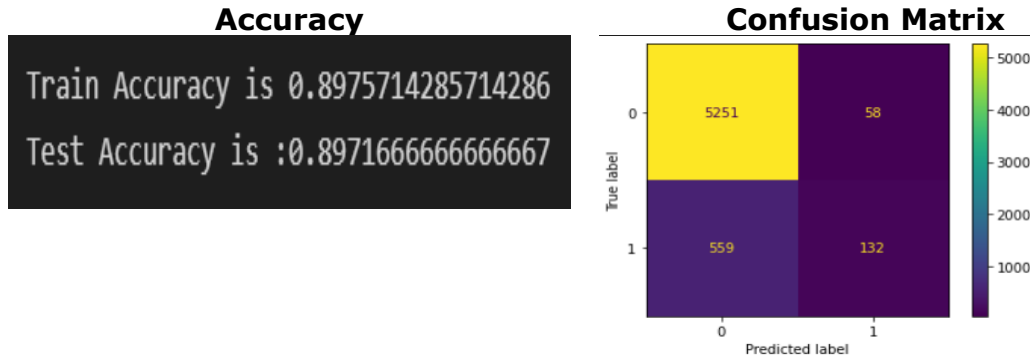 Accuracy
Train Accuracy is 0.8975714285714286
Test Accuracy is :0.8971666666666667
Confusion Matrix
True label
0
1
5251
58
559
132
0
1
Predicted label
5000
4000
3000
2000
1000